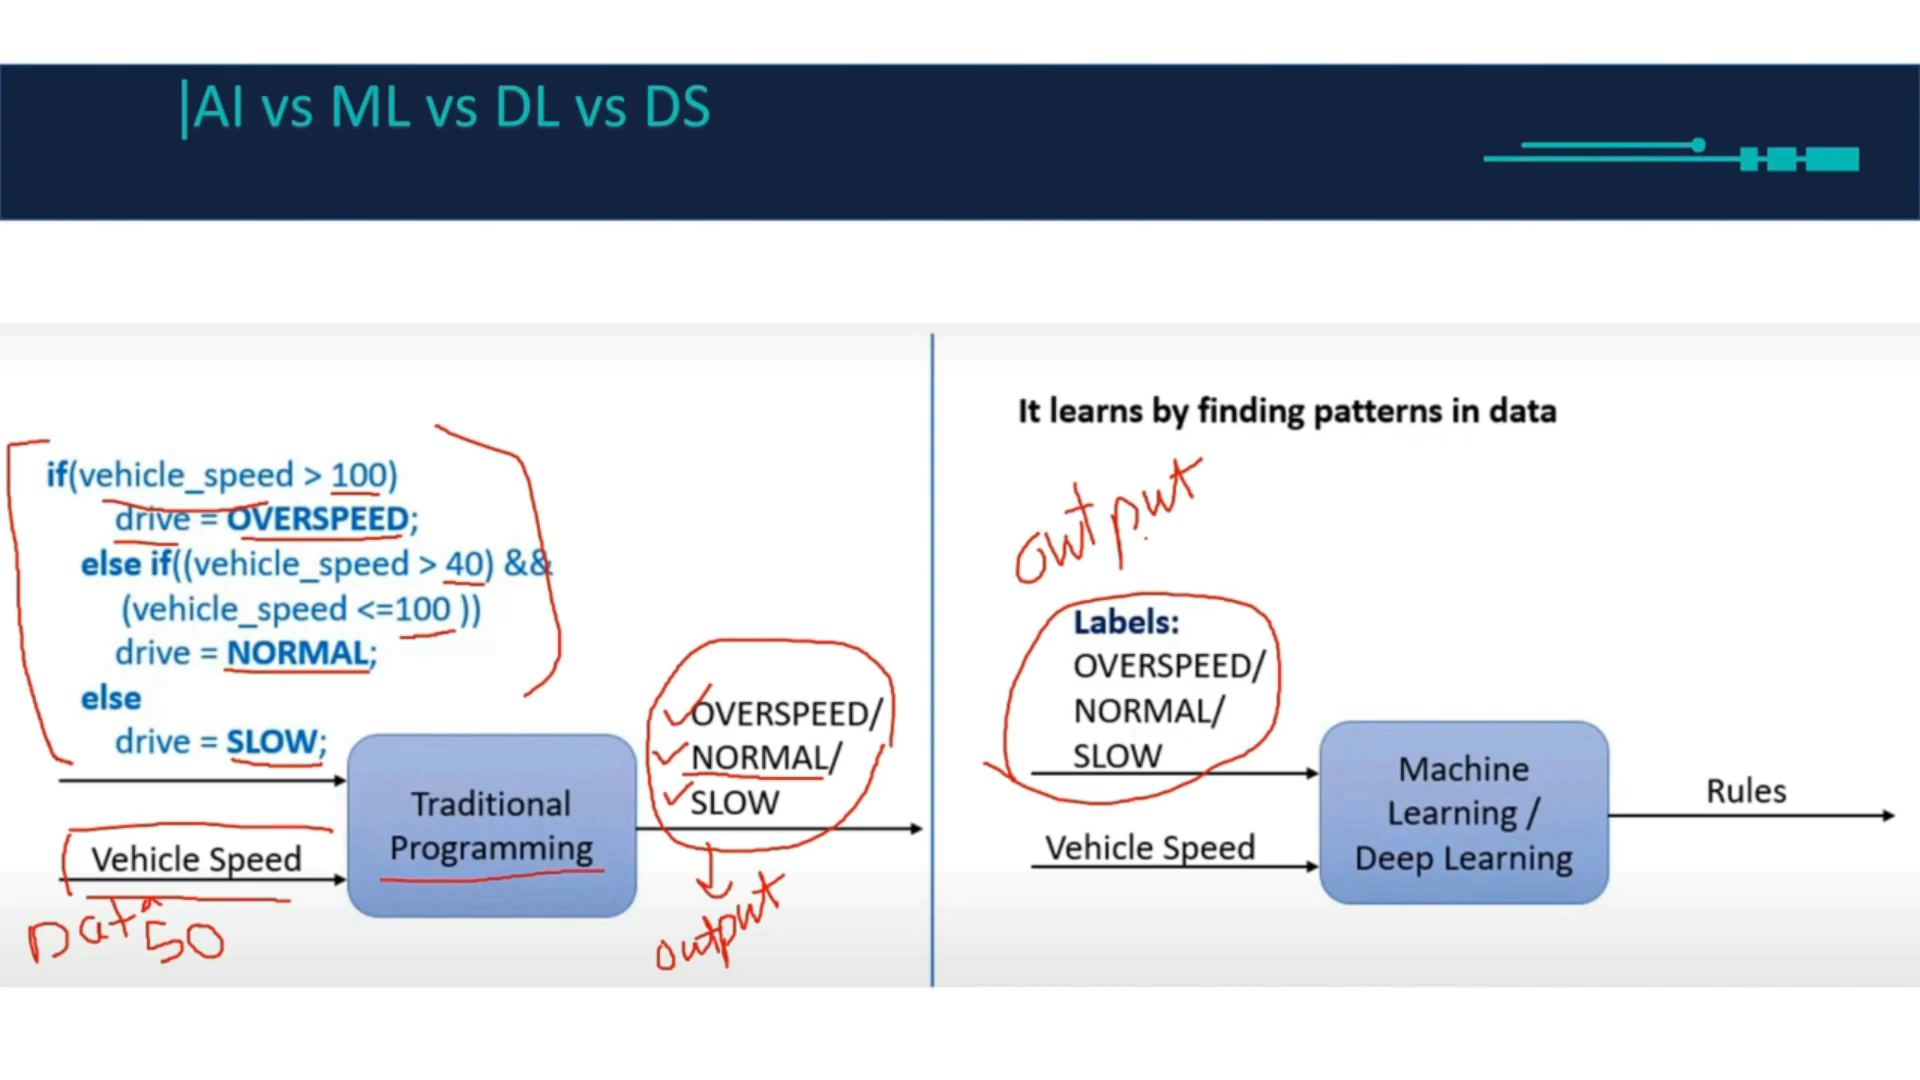 |AI vs ML vs DL vs DS
if(vehicle_speed > 100)
drive = OVERSPEED;
else if((vehicle_speed > 40) &&
(vehicle_speed <=100 ))
drive = NORMAL;
else
drive = SLOW;
Vehicle Speed
Data 50
Traditional
Programming
OVERSPEED/
NORMAL/
SLOW
output
It learns by finding patterns in data
output
Labels:
OVERSPEED/
NORMAL/
SLOW
Vehicle Speed
Machine
Learning /
Deep Learning
Rules